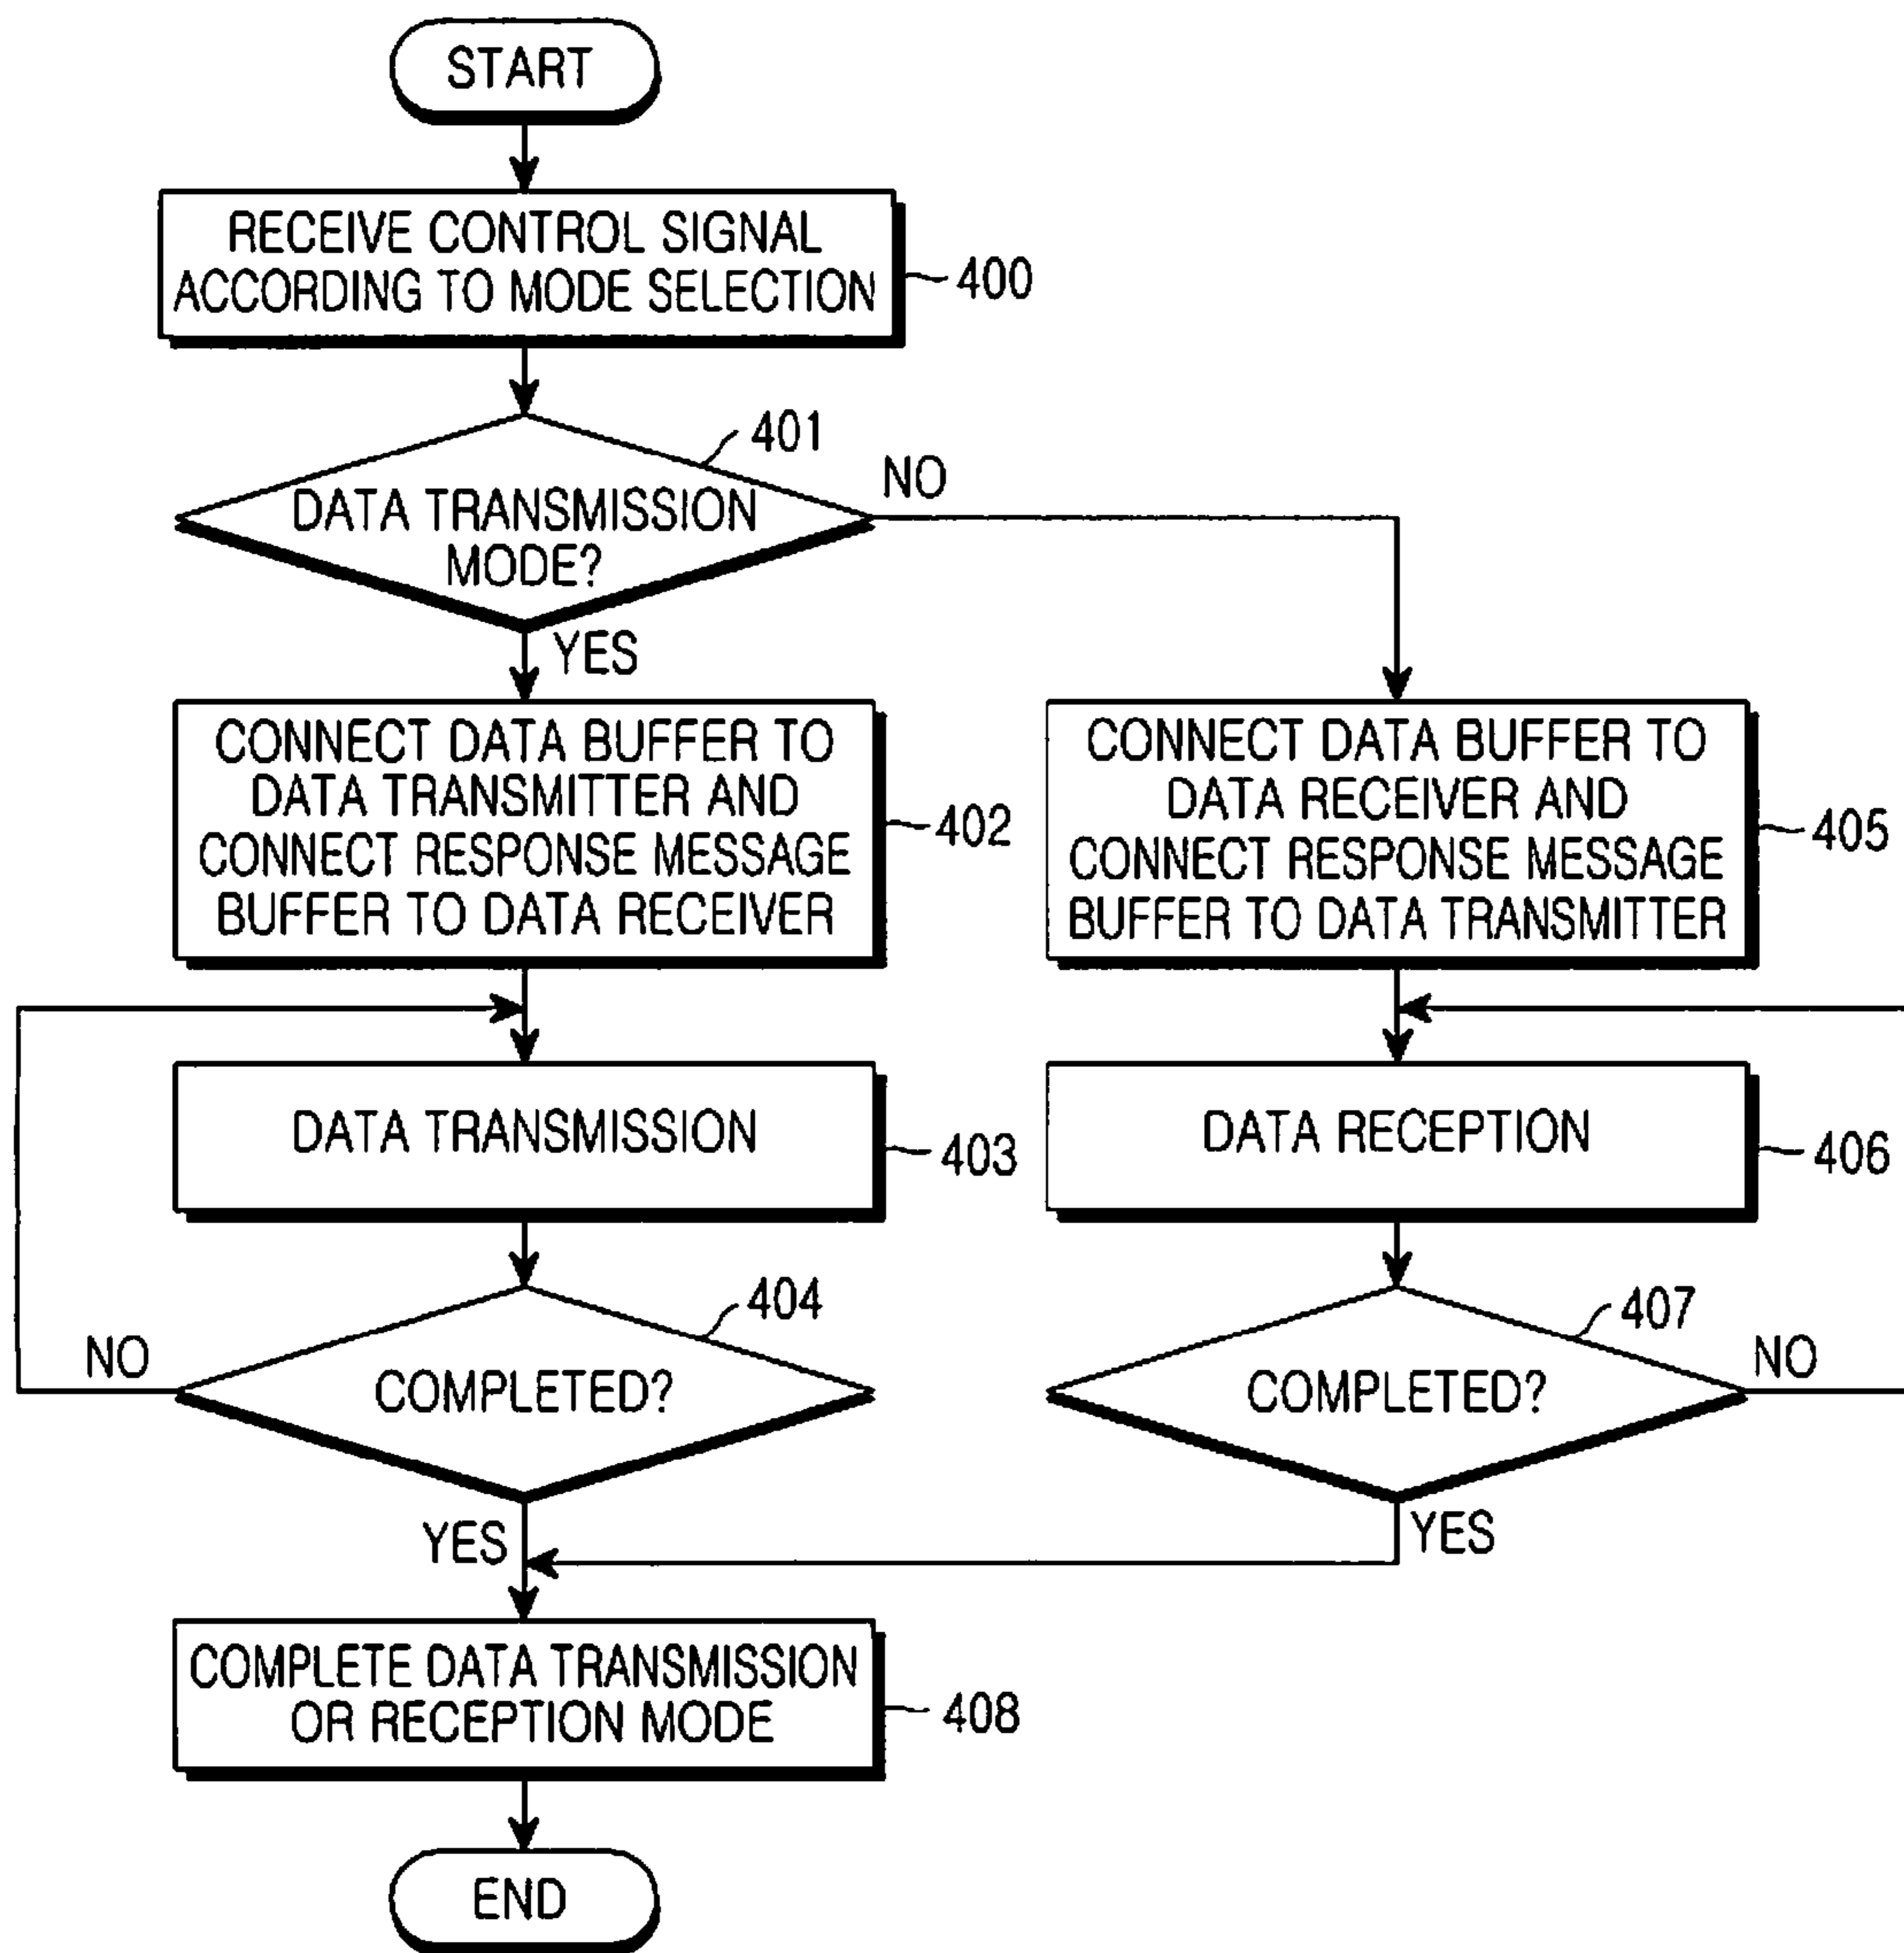 START
RECEIVE CONTROL SIGNAL
ACCORDING TO MODE SELECTION
400
401
DATA TRANSMISSION
MODE?
NO
YES
CONNECT DATA BUFFER TO
DATA TRANSMITTER AND
CONNECT RESPONSE MESSAGE
BUFFER TO DATA RECEIVER
402
CONNECT DATA BUFFER TO
DATA RECEIVER AND
CONNECT RESPONSE MESSAGE
BUFFER TO DATA TRANSMITTER
405
DATA TRANSMISSION
403
DATA RECEPTION
406
404
COMPLETED?
NO
YES
407
COMPLETED?
NO
YES
COMPLETE DATA TRANSMISSION
OR RECEPTION MODE
408
END